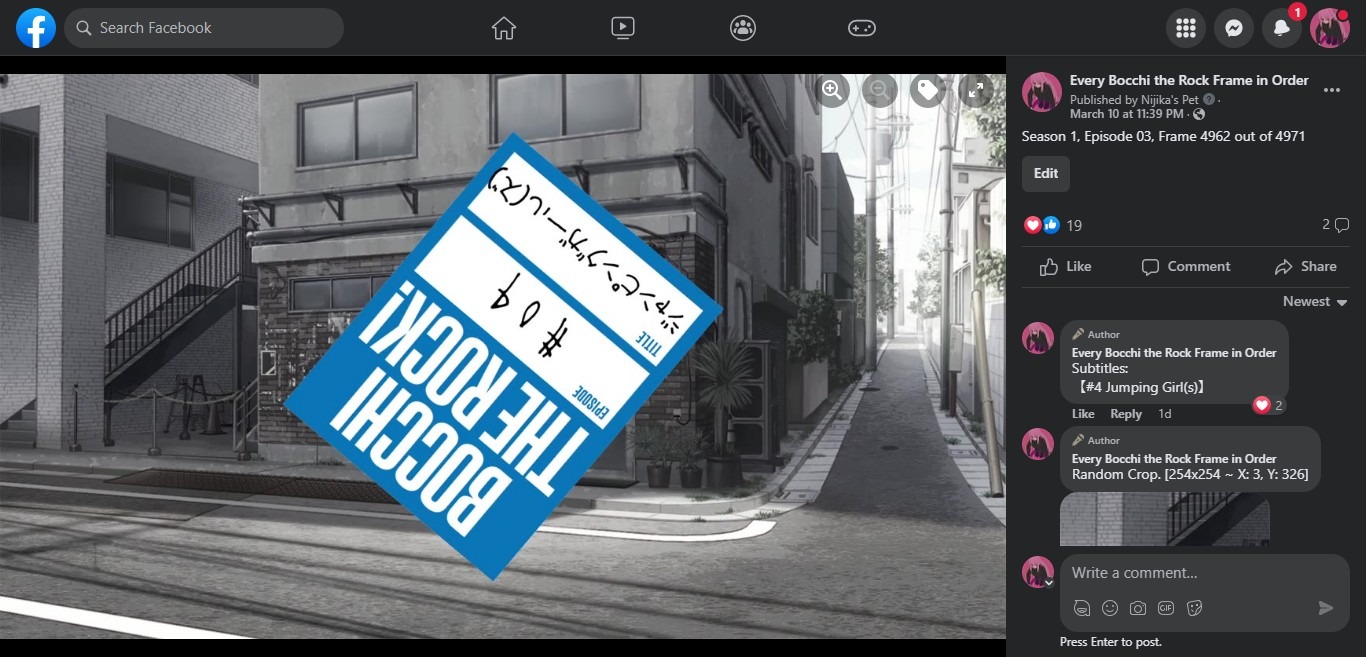 Search Facebook
1
BOCCHI
THE ROCK!
EPISODE
#04
TITLE
ジャンピングガール(ズ)
Every Bocchi the Rock Frame in Order
Published by Nijika's Pet ·
March 10 at 11:39 PM ·
Season 1, Episode 03, Frame 4962 out of 4971
Edit
19
2
Like
Comment
Share
Newest
Author
Every Bocchi the Rock Frame in Order
Subtitles:
【#4 Jumping Girl(s)】
2
Like Reply 1d
Author
Every Bocchi the Rock Frame in Order
Random Crop. [254x254 ~ X: 3, Y: 326]
Write a comment...
GIF
Press Enter to post.